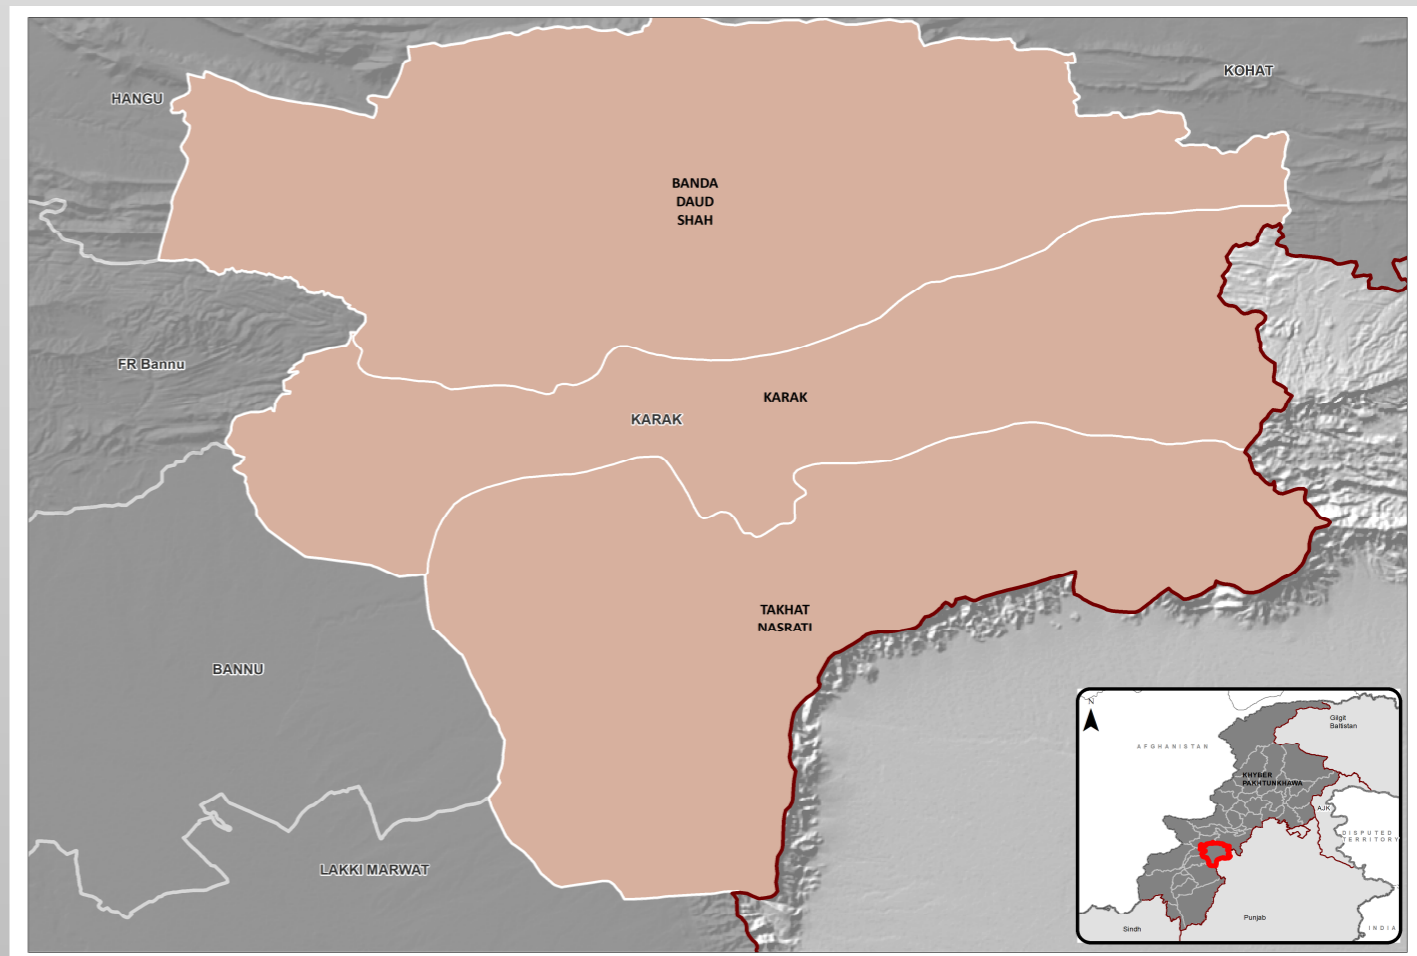 HANGU
KOHAT
BANDA
DAUD
SHAH
FR Bannu
KARAK
KARAK
TAKHAT
NASRATI
BANNU
LAKKI MARWAT
N
Gilgit
Baltistan
AFGHANISTAN
KHYBER
PAKHTUNKHAWA
AJK
DISPUTED
TERRITORY
Punjab
Sindh
INDIA